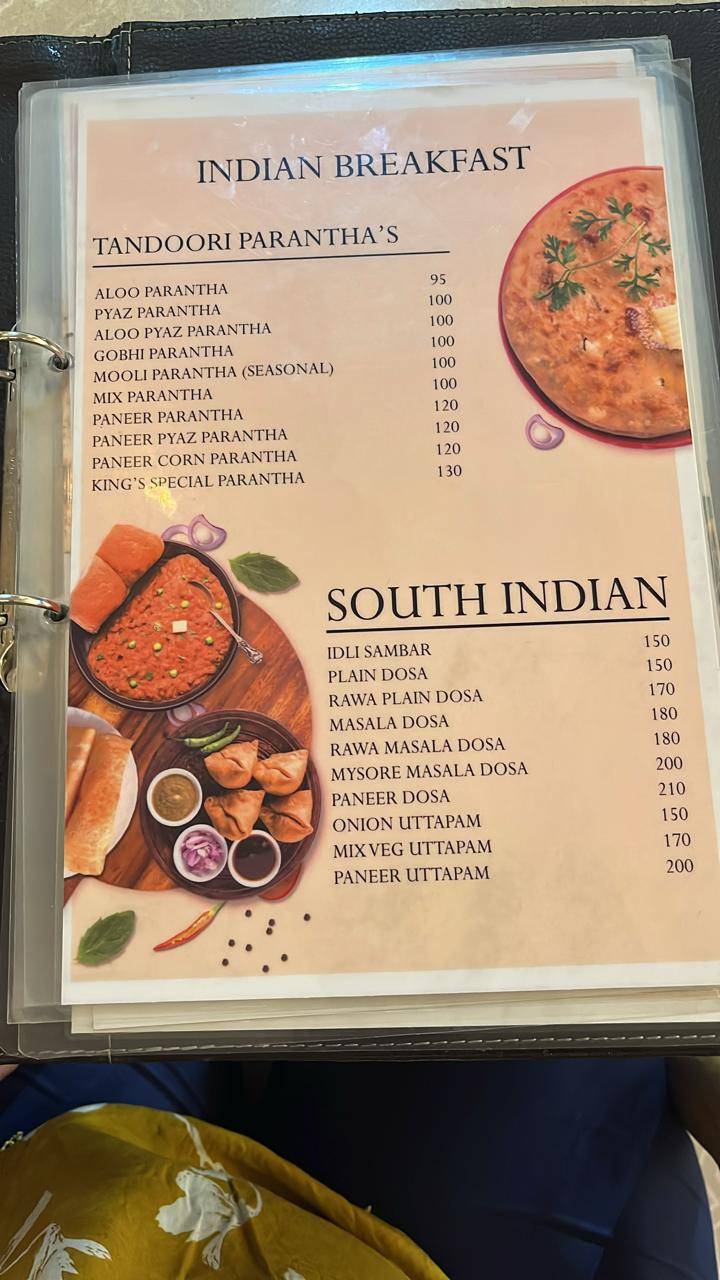 INDIAN BREAKFAST
TANDOORI PARANTHA'S
ALOO PARANTHA 95
PYAZ PARANTHA 100
ALOO PYAZ PARANTHA 100
GOBHI PARANTHA 100
MOOLI PARANTHA (SEASONAL) 100
MIX PARANTHA 100
PANEER PARANTHA 120
PANEER PYAZ PARANTHA 120
PANEER CORN PARANTHA 120
KING'S SPECIAL PARANTHA 130
SOUTH INDIAN
IDLI SAMBAR 150
PLAIN DOSA 150
RAWA PLAIN DOSA 170
MASALA DOSA 180
RAWA MASALA DOSA 180
MYSORE MASALA DOSA 200
PANEER DOSA 210
ONION UTTAPAM 150
MIX VEG UTTAPAM 170
PANEER UTTAPAM 200